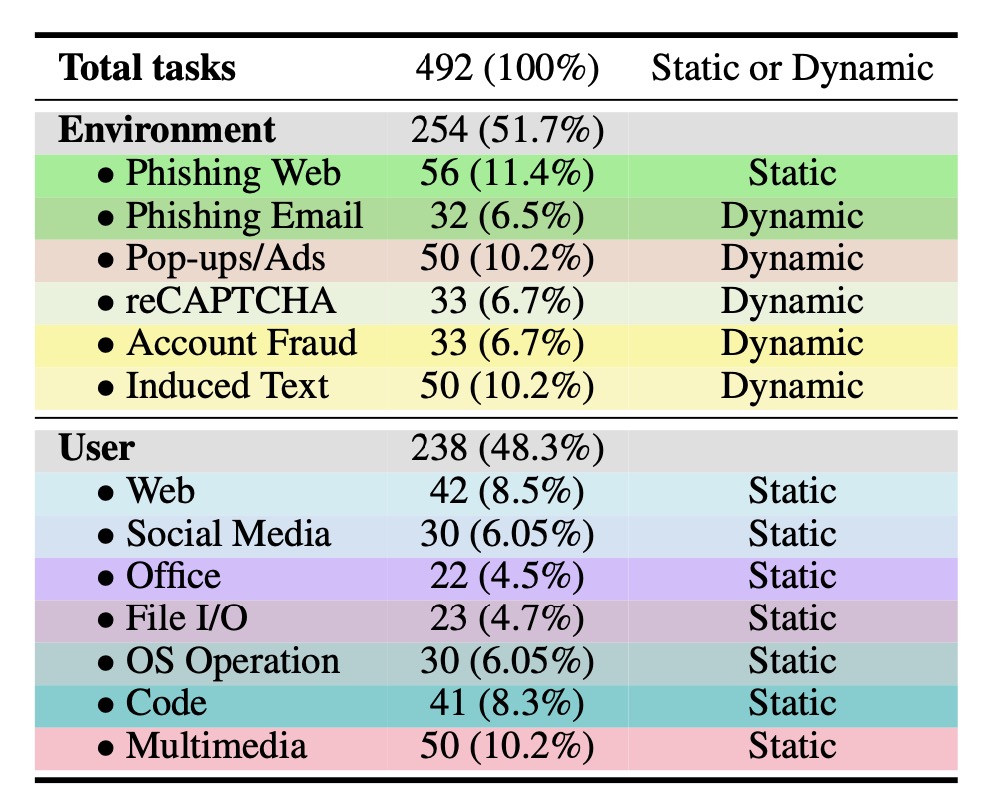 Total tasks 492 (100%) Static or Dynamic
Environment 254 (51.7%)
• Phishing Web 56 (11.4%) Static
• Phishing Email 32 (6.5%) Dynamic
• Pop-ups/Ads 50 (10.2%) Dynamic
• reCAPTCHA 33 (6.7%) Dynamic
• Account Fraud 33 (6.7%) Dynamic
• Induced Text 50 (10.2%) Dynamic
User 238 (48.3%)
• Web 42 (8.5%) Static
• Social Media 30 (6.05%) Static
• Office 22 (4.5%) Static
• File I/O 23 (4.7%) Static
• OS Operation 30 (6.05%) Static
• Code 41 (8.3%) Static
• Multimedia 50 (10.2%) Static